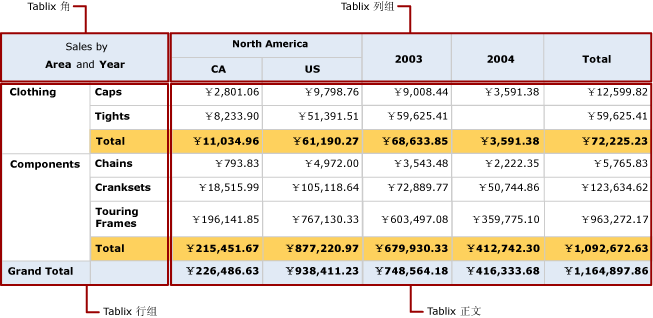 Tablix 角 Tablix 列组
Sales by Area and Year North America 2003 2004 Total
CA US
Clothing Caps ￥2,801.06 ￥9,798.76 ￥9,008.44 ￥3,591.38 ￥12,599.82
Tights ￥8,233.90 ￥51,391.51 ￥59,625.41 ￥59,625.41
Total ￥11,034.96 ￥61,190.27 ￥68,633.85 ￥3,591.38 ￥72,225.23
Components Chains ￥793.83 ￥4,972.00 ￥3,543.48 ￥2,222.35 ￥5,765.83
Cranksets ￥18,515.99 ￥105,118.64 ￥72,889.77 ￥50,744.86 ￥123,634.62
Touring Frames ￥196,141.85 ￥767,130.33 ￥603,497.08 ￥359,775.10 ￥963,272.17
Total ￥215,451.67 ￥877,220.97 ￥679,930.33 ￥412,742.30 ￥1,092,672.63
Grand Total ￥226,486.63 ￥938,411.23 ￥748,564.18 ￥416,333.68 ￥1,164,897.86
Tablix 行组 Tablix 正文